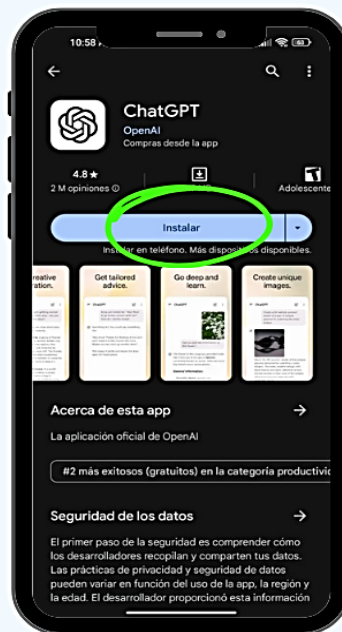 10:58
ChatGPT
OpenAI
Compras desde la app
4.8★
2 M opiniones
Adolescente
Instalar
Instalar en teléfono. Más dispositivos disponibles.
Get tailored advice.
Go deep and learn.
Create unique images.
Acerca de esta app
La aplicación oficial de OpenAI
#2 más exitosos (gratuitos) en la categoría productivid
Seguridad de los datos
El primer paso de la seguridad es comprender cómo
los desarrolladores recopilan y comparten tus datos.
Las prácticas de privacidad y seguridad de datos
pueden variar en función del uso de la app, la región y
la edad. El desarrollador proporcionó esta información